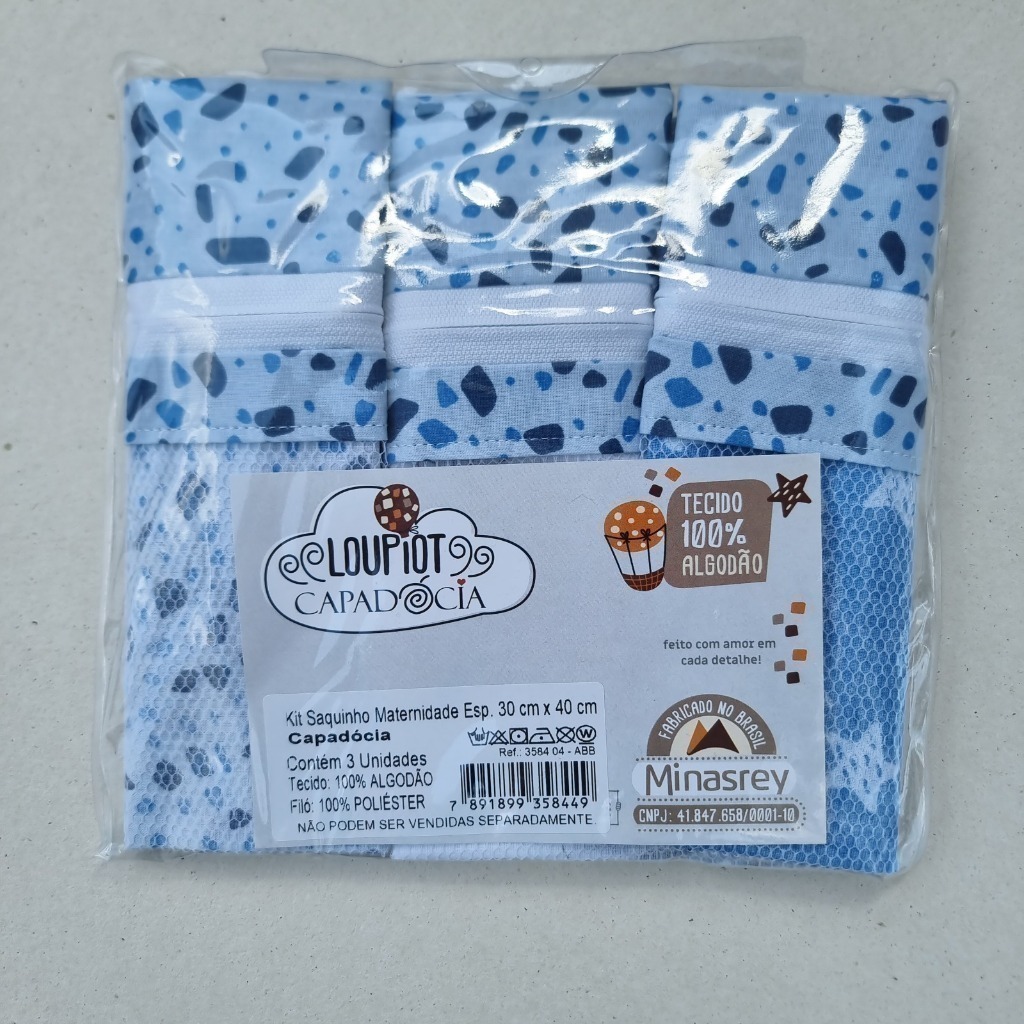 LOUPIOT
CAPADÓCIA
TECIDO
100%
ALGODÃO
feito com amor em
cada detalhe!
Kit Saquinho Maternidade Esp. 30 cm x 40 cm
Capadócia
Ref.: 3584 04 - ABB
Contém 3 Unidades
Tecido: 100% ALGODÃO
Filó: 100% POLIÉSTER
7 891899 358449
NÃO PODEM SER VENDIDAS SEPARADAMENTE.
FABRICADO NO BRASIL
Minasrey
CNPJ: 41.847.658/0001-10